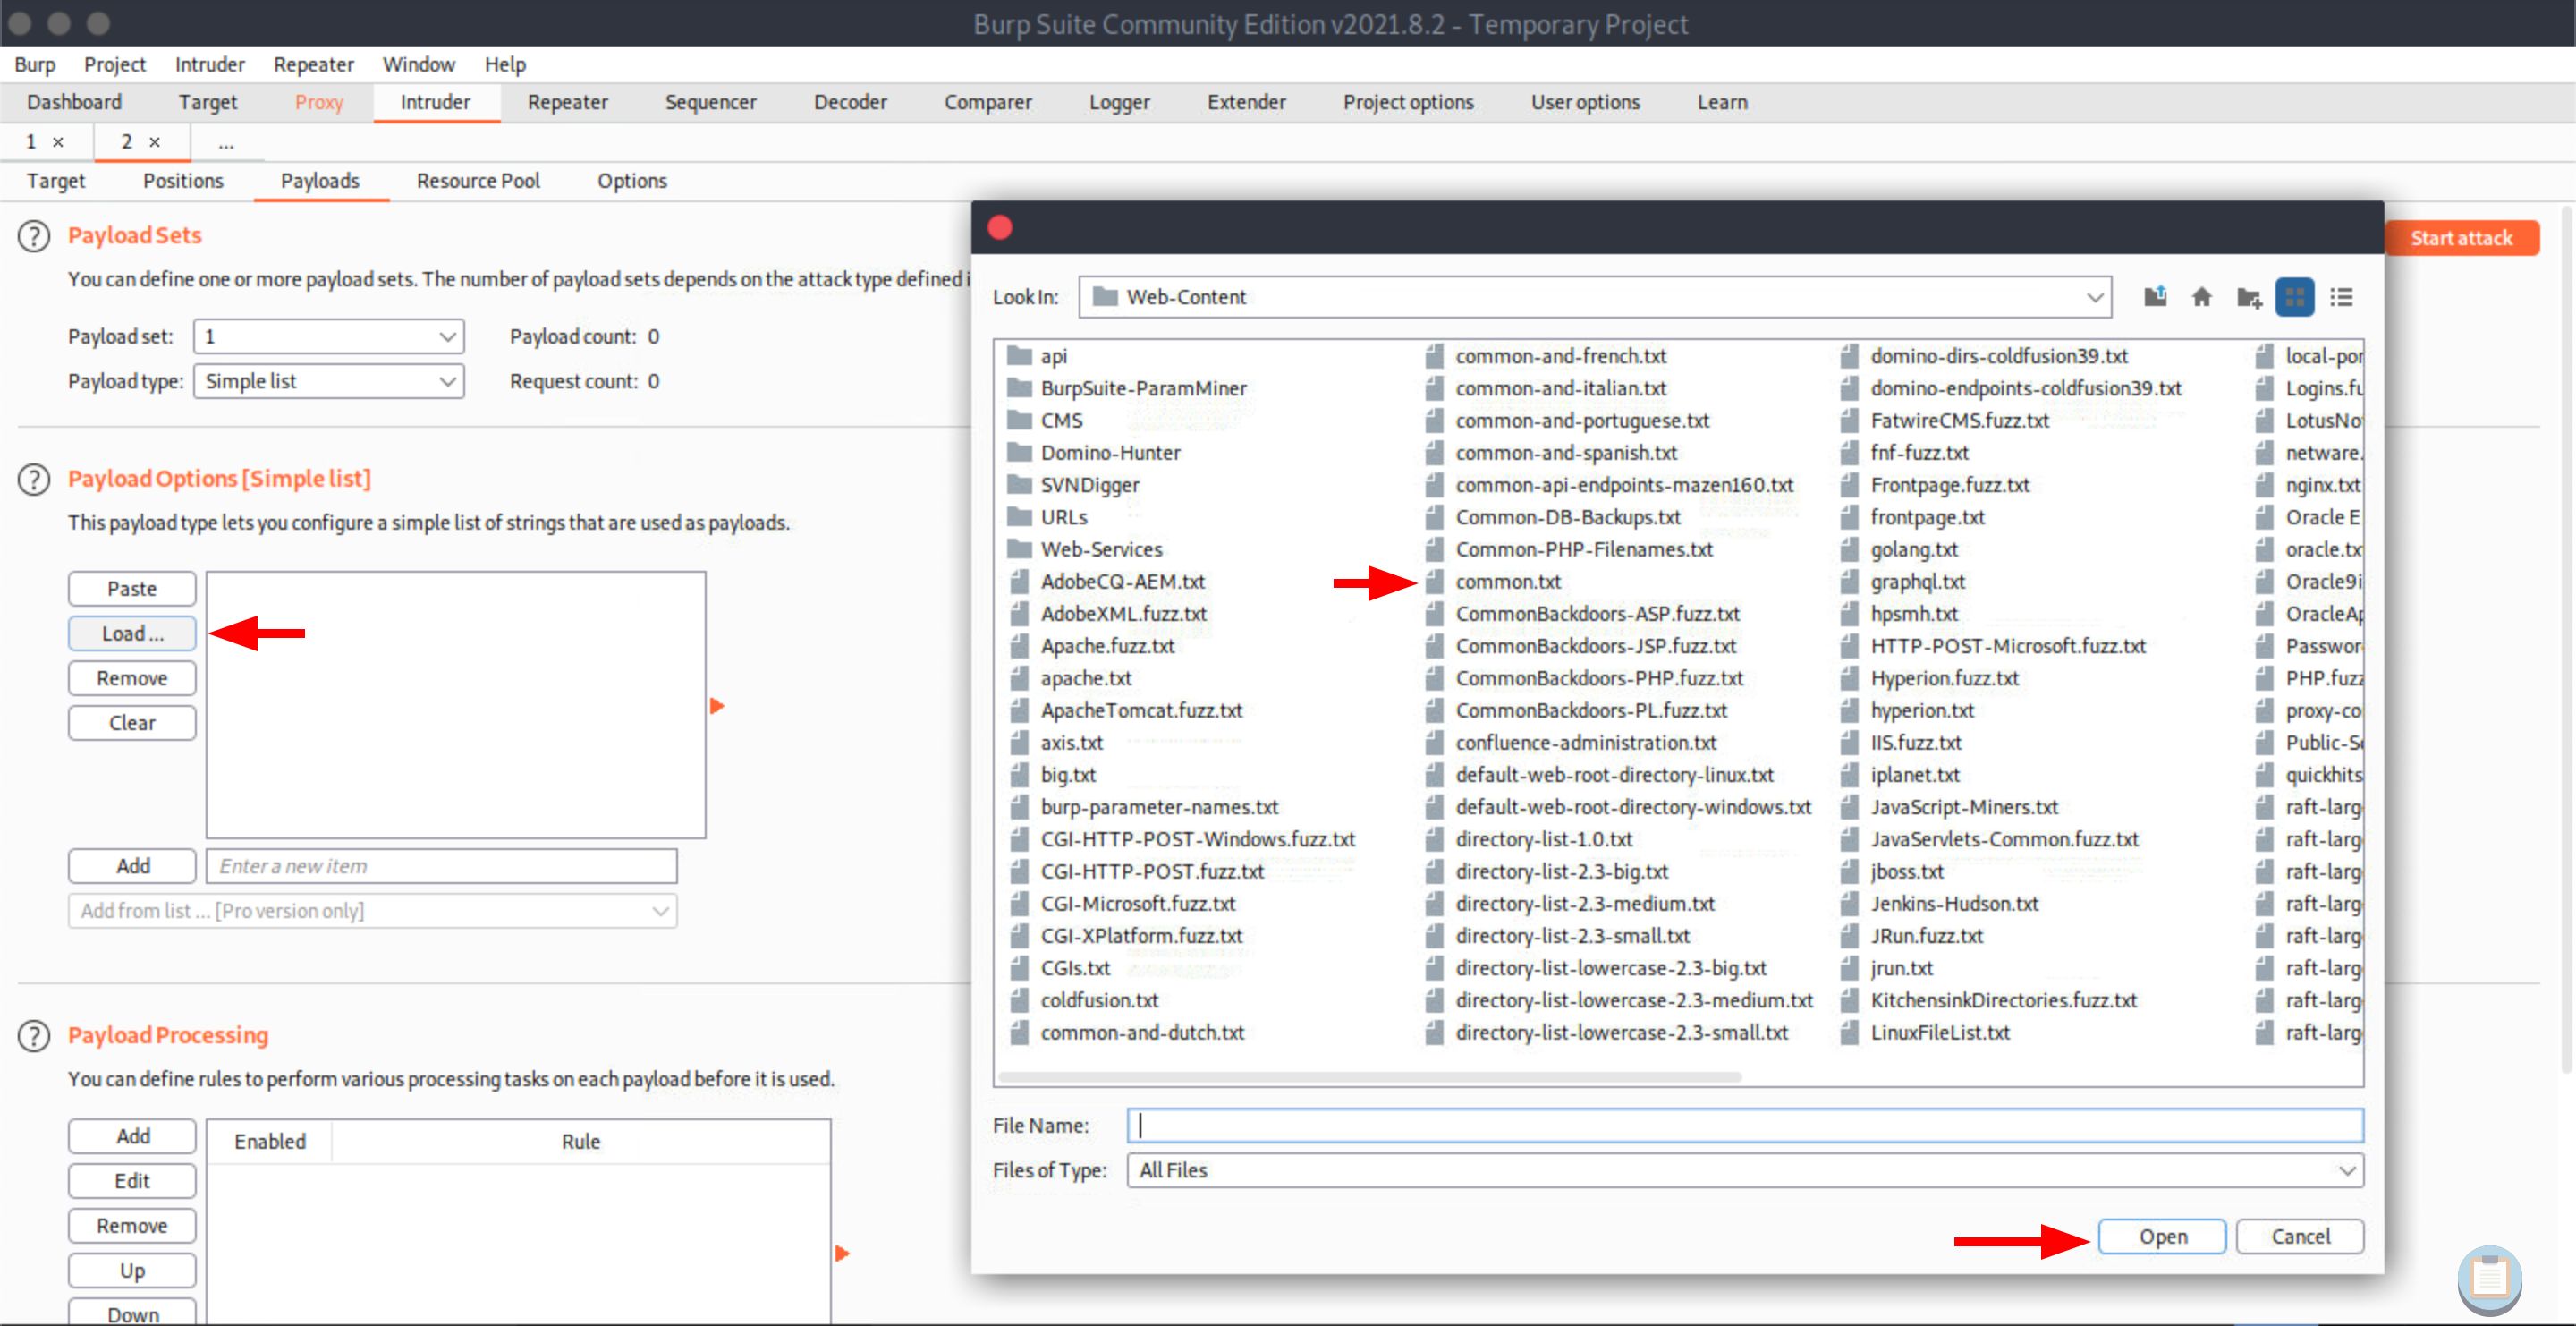 Burp Suite Community Edition v2021.8.2 - Temporary Project
Burp Project Intruder Repeater Window Help
Dashboard Target Proxy Intruder Repeater Sequencer Decoder Comparer Logger Extender Project options User options Learn
1 × 2 × ...
Target Positions Payloads Resource Pool Options
? Payload Sets
Start attack
You can define one or more payload sets. The number of payload sets depends on the attack type defined i
Payload set: 1 Payload count: 0
Payload type: Simple list Request count: 0
? Payload Options [Simple list]
This payload type lets you configure a simple list of strings that are used as payloads.
Paste
Load ...
Remove
Clear
Add Enter a new item
Add from list ... [Pro version only]
? Payload Processing
You can define rules to perform various processing tasks on each payload before it is used.
Add
Edit
Remove
Up
Down
Enabled Rule
Look In: Web-Content
api
BurpSuite-ParamMiner
CMS
Domino-Hunter
SVNDigger
URLs
Web-Services
AdobeCQ-AEM.txt
AdobeXML.fuzz.txt
Apache.fuzz.txt
apache.txt
ApacheTomcat.fuzz.txt
axis.txt
big.txt
burp-parameter-names.txt
CGI-HTTP-POST-Windows.fuzz.txt
CGI-HTTP-POST.fuzz.txt
CGI-Microsoft.fuzz.txt
CGI-XPlatform.fuzz.txt
CGIs.txt
coldfusion.txt
common-and-dutch.txt
common-and-french.txt
common-and-italian.txt
common-and-portuguese.txt
common-and-spanish.txt
common-api-endpoints-mazen160.txt
Common-DB-Backups.txt
Common-PHP-Filenames.txt
common.txt
CommonBackdoors-ASP.fuzz.txt
CommonBackdoors-JSP.fuzz.txt
CommonBackdoors-PHP.fuzz.txt
CommonBackdoors-PL.fuzz.txt
confluence-administration.txt
default-web-root-directory-linux.txt
default-web-root-directory-windows.txt
directory-list-1.0.txt
directory-list-2.3-big.txt
directory-list-2.3-medium.txt
directory-list-2.3-small.txt
directory-list-lowercase-2.3-big.txt
directory-list-lowercase-2.3-medium.txt
directory-list-lowercase-2.3-small.txt
domino-dirs-coldfusion39.txt
domino-endpoints-coldfusion39.txt
FatwireCMS.fuzz.txt
fnf-fuzz.txt
Frontpage.fuzz.txt
frontpage.txt
golang.txt
graphql.txt
hpsmh.txt
HTTP-POST-Microsoft.fuzz.txt
Hyperion.fuzz.txt
hyperion.txt
IIS.fuzz.txt
iplanet.txt
JavaScript-Miners.txt
JavaServlets-Common.fuzz.txt
jboss.txt
Jenkins-Hudson.txt
JRun.fuzz.txt
jrun.txt
KitchensinkDirectories.fuzz.txt
LinuxFileList.txt
local-por
Logins.fu
LotusNo
netware.
nginx.txt
Oracle E
oracle.tx
Oracle9i
OracleAp
Passwor
PHP.fuzz
proxy-co
Public-S
quickhits
raft-larg
raft-larg
raft-larg
raft-larg
raft-larg
raft-larg
raft-larg
raft-larg
File Name:
Files of Type: All Files
Open Cancel